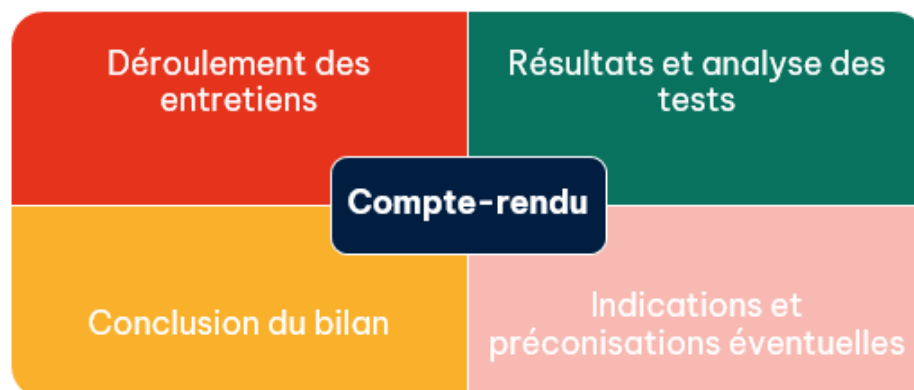 Déroulement des
entretiens
Résultats et analyse des
tests
Compte-rendu
Conclusion du bilan
Indications et
préconisations éventuelles